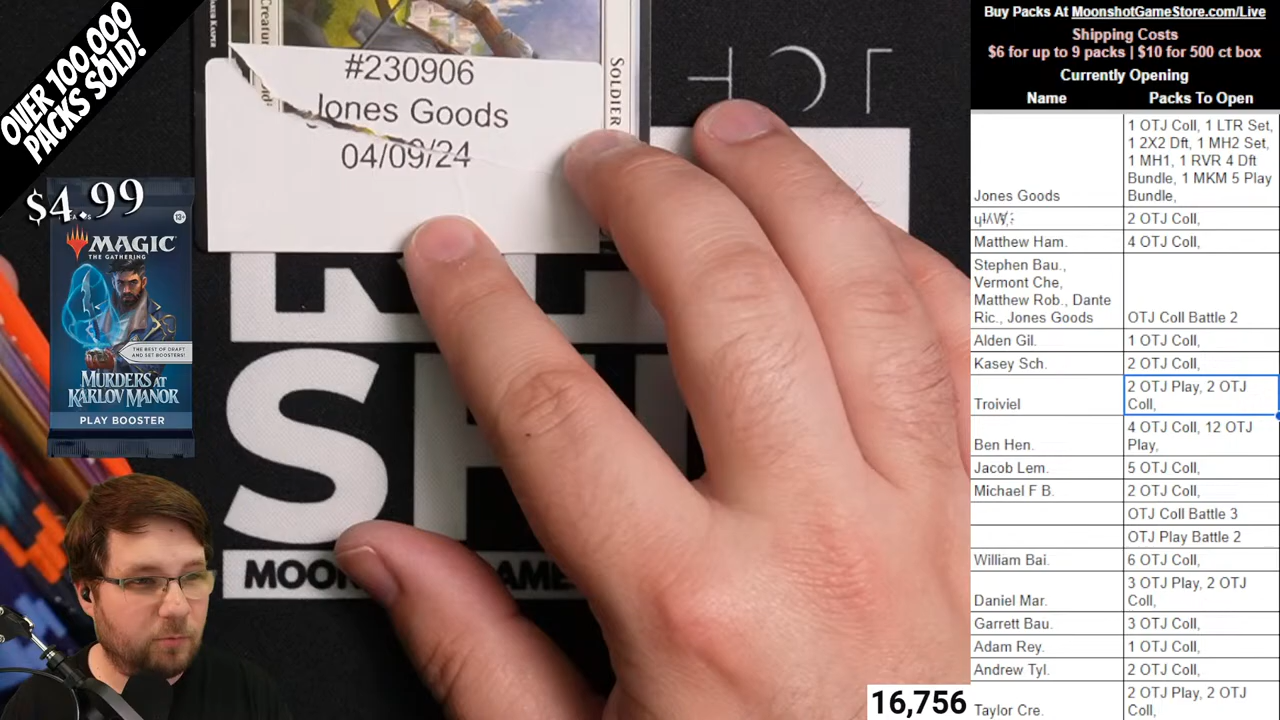 OVER 100,000
PACKS SOLD!
$4.99
MAGIC
THE GATHERING
13+
THE BEST OF DRAFT
AND SET BOOSTERS!
MURDERS AT
KARLOV MANOR
PLAY BOOSTER
SOLDIER
#230906
Jones Goods
04/09/24
MOON
AME
16,756
Buy Packs At MoonshotGameStore.com/Live
Shipping Costs
$6 for up to 9 packs | $10 for 500 ct box
Currently Opening
Name Packs To Open
1 OTJ Coll, 1 LTR Set,
1 2X2 Dft, 1 MH2 Set,
1 MH1, 1 RVR 4 Dft
Bundle, 1 MKM 5 Play
Jones Goods Bundle,
2 OTJ Coll,
Matthew Ham. 4 OTJ Coll,
Stephen Bau.,
Vermont Che,
Matthew Rob., Dante
Ric., Jones Goods OTJ Coll Battle 2
Alden Gil. 1 OTJ Coll,
Kasey Sch. 2 OTJ Coll,
2 OTJ Play, 2 OTJ
Troiviel Coll,
4 OTJ Coll, 12 OTJ
Ben Hen. Play,
Jacob Lem. 5 OTJ Coll,
Michael F B. 2 OTJ Coll,
OTJ Coll Battle 3
OTJ Play Battle 2
William Bai. 6 OTJ Coll,
3 OTJ Play, 2 OTJ
Daniel Mar. Coll,
Garrett Bau. 3 OTJ Coll,
Adam Rey. 1 OTJ Coll,
Andrew Tyl. 2 OTJ Coll,
2 OTJ Play, 2 OTJ
Taylor Cre. Coll,